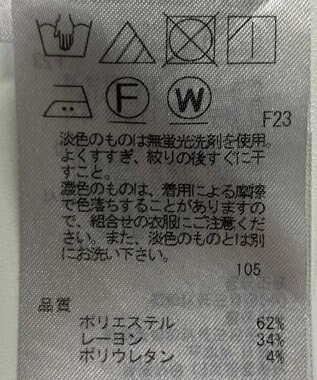 F
W
F23
淡色のものは無蛍光洗剤を使用。
よくすすぎ、絞りの後すぐに干
すこと。
濃色のものは、着用による摩擦
で色落ちすることがありますの
で、組合せの衣服にご注意くだ
さい。また、淡色のものとは別
にお洗い下さい。
105
品質
ポリエステル 62%
レーヨン 34%
ポリウレタン 4%